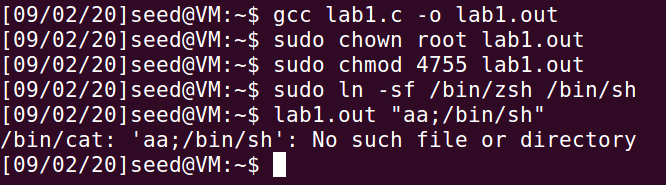 [09/02/20]seed@VM:~$ gcc lab1.c -o lab1.out
[09/02/20]seed@VM:~$ sudo chown root lab1.out
[09/02/20]seed@VM:~$ sudo chmod 4755 lab1.out
[09/02/20]seed@VM:~$ sudo ln -sf /bin/zsh /bin/sh
[09/02/20]seed@VM:~$ lab1.out "aa;/bin/sh"
/bin/cat: 'aa;/bin/sh': No such file or directory
[09/02/20]seed@VM:~$